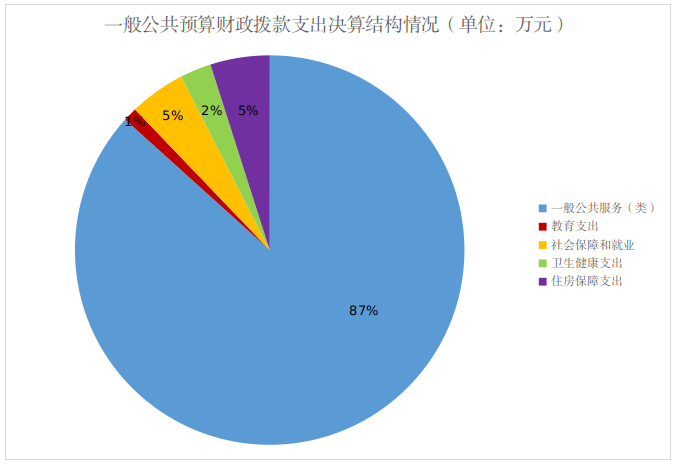 一般公共预算财政拨款支出决算结构情况（单位：万元）
1%
5%
2%
5%
87%
一般公共服务（类）
教育支出
社会保障和就业
卫生健康支出
住房保障支出